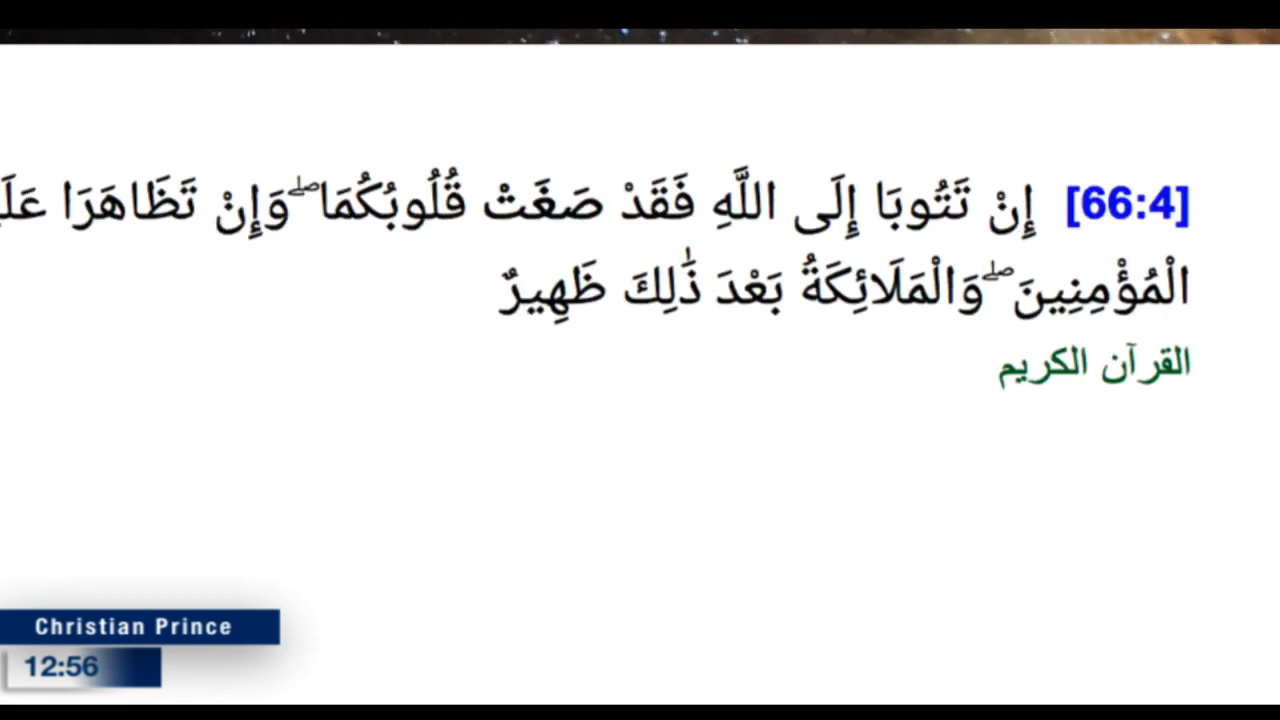 [66:4] إِنْ تَتُوبَا إِلَى اللَّهِ فَقَدْ صَغَتْ قُلُوبُكُمَا ۖ وَإِنْ تَظَاهَرَا
الْمُؤْمِنِينَ ۖ وَالْمَلَائِكَةُ بَعْدَ ذَٰلِكَ ظَهِيرٌ
القرآن الكريم
Christian Prince
12:56